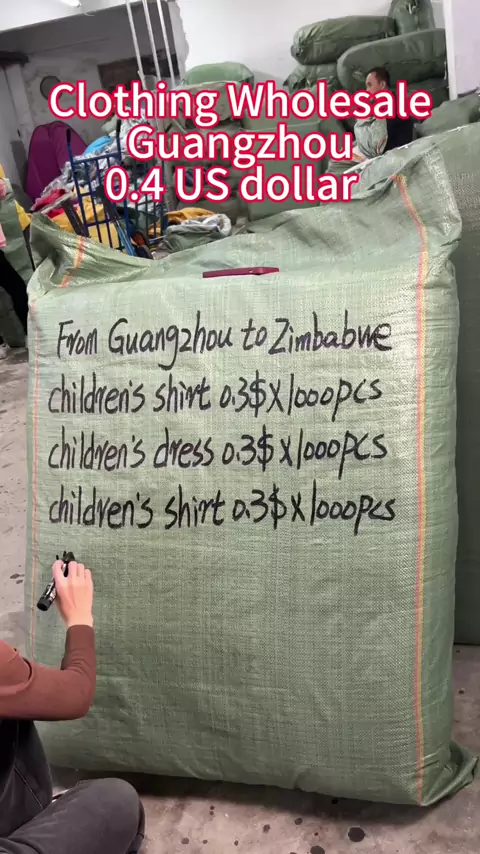 Clothing Wholesale
Guangzhou
0.4 US dollar
From Guangzhou to Zimbabwe
children's shirt 0.3$X1000pcs
children's dress 0.3$X1000pcs
children's shirt 0.3$X1000pcs